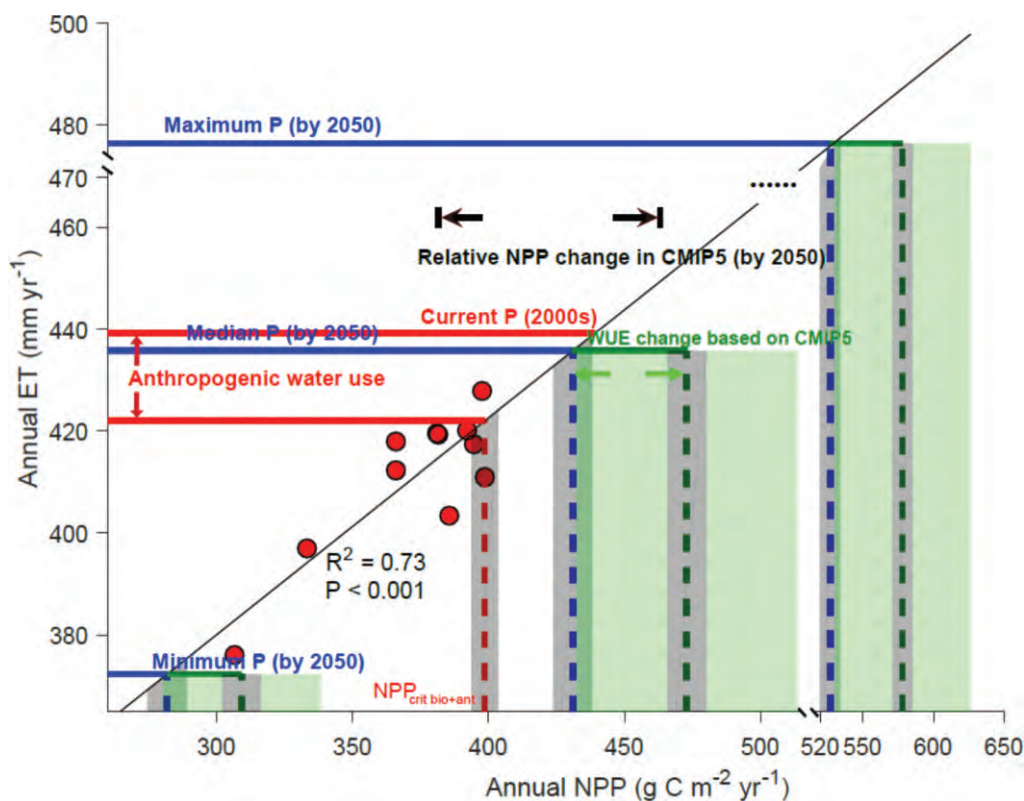 500
Maximum P (by 2050)
480
470
460
Relative NPP change in CMIP5 (by 2050)
Current P (2000s)
440
Median P (by 2050)
WUE change based on CMIP5
Anthropogenic water use
420
400
R² = 0.73
P < 0.001
380
Minimum P (by 2050)
NPP crit bio+ant
300 350 400 450 500 520 550 600 650
Annual NPP (g C m⁻² yr⁻¹)
Annual ET (mm yr⁻¹)